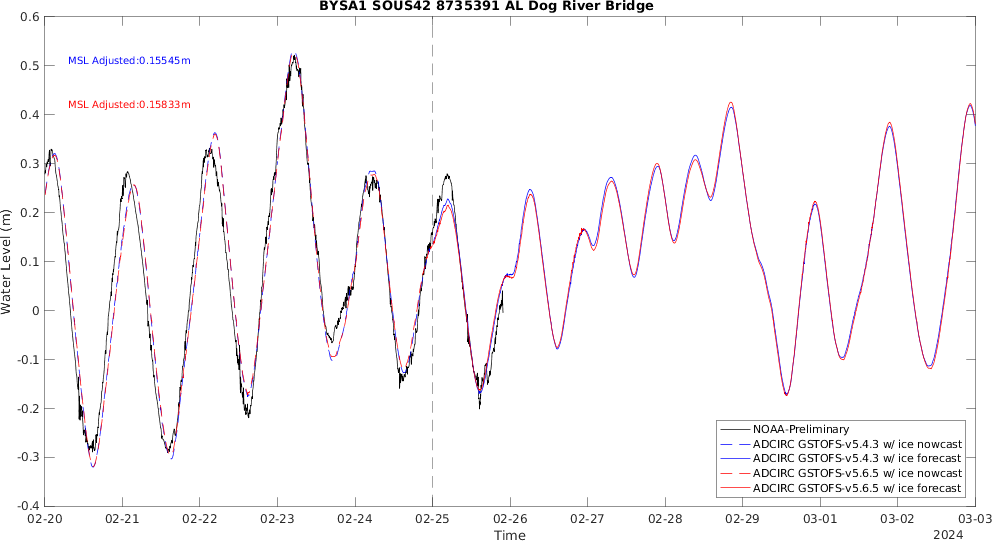 BYSA1 SOUS42 8735391 AL Dog River Bridge
0.6
0.5
0.4
0.3
0.2
0.1
0
-0.1
-0.2
-0.3
-0.4
Water Level (m)
MSL Adjusted:0.15545m
MSL Adjusted:0.15833m
NOAA-Preliminary
ADCIRC GSTOFS-v5.4.3 w/ ice nowcast
ADCIRC GSTOFS-v5.4.3 w/ ice forecast
ADCIRC GSTOFS-v5.6.5 w/ ice nowcast
ADCIRC GSTOFS-v5.6.5 w/ ice forecast
02-20 02-21 02-22 02-23 02-24 02-25 02-26 02-27 02-28 02-29 03-01 03-02 03-03
Time
2024